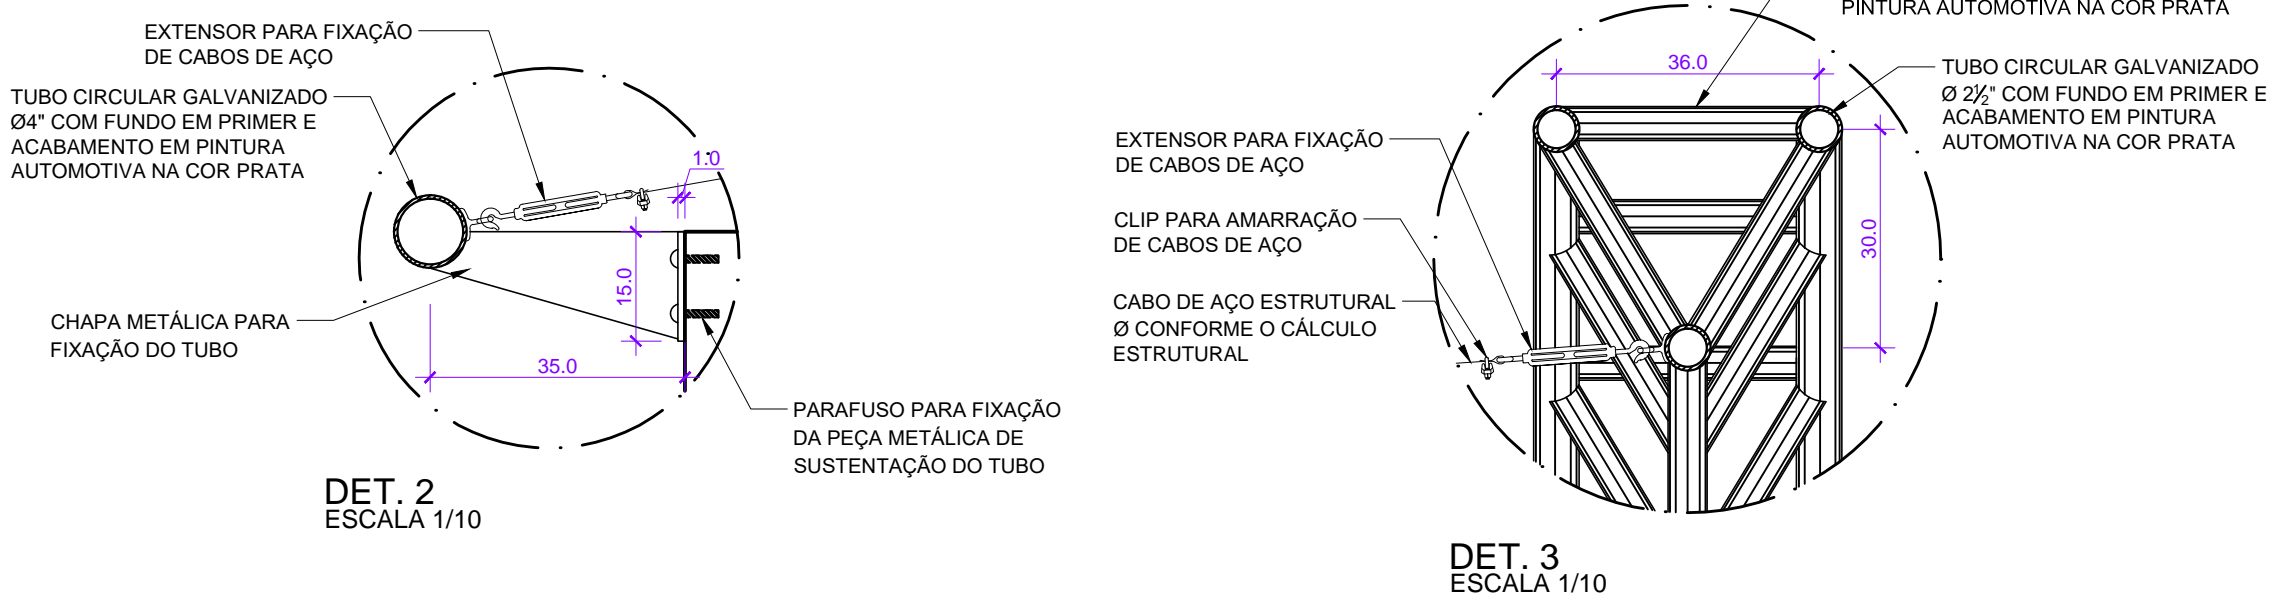 EXTENSOR PARA FIXAÇÃO
DE CABOS DE AÇO
TUBO CIRCULAR GALVANIZADO
Ø4" COM FUNDO EM PRIMER E
ACABAMENTO EM PINTURA
AUTOMOTIVA NA COR PRATA
1.0
15.0
35.0
CHAPA METÁLICA PARA
FIXAÇÃO DO TUBO
PARAFUSO PARA FIXAÇÃO
DA PEÇA METÁLICA DE
SUSTENTAÇÃO DO TUBO
DET. 2
ESCALA 1/10
PINTURA AUTOMOTIVA NA COR PRATA
36.0
TUBO CIRCULAR GALVANIZADO
Ø 2½" COM FUNDO EM PRIMER E
ACABAMENTO EM PINTURA
AUTOMOTIVA NA COR PRATA
30.0
EXTENSOR PARA FIXAÇÃO
DE CABOS DE AÇO
CLIP PARA AMARRAÇÃO
DE CABOS DE AÇO
CABO DE AÇO ESTRUTURAL
Ø CONFORME O CÁLCULO
ESTRUTURAL
DET. 3
ESCALA 1/10